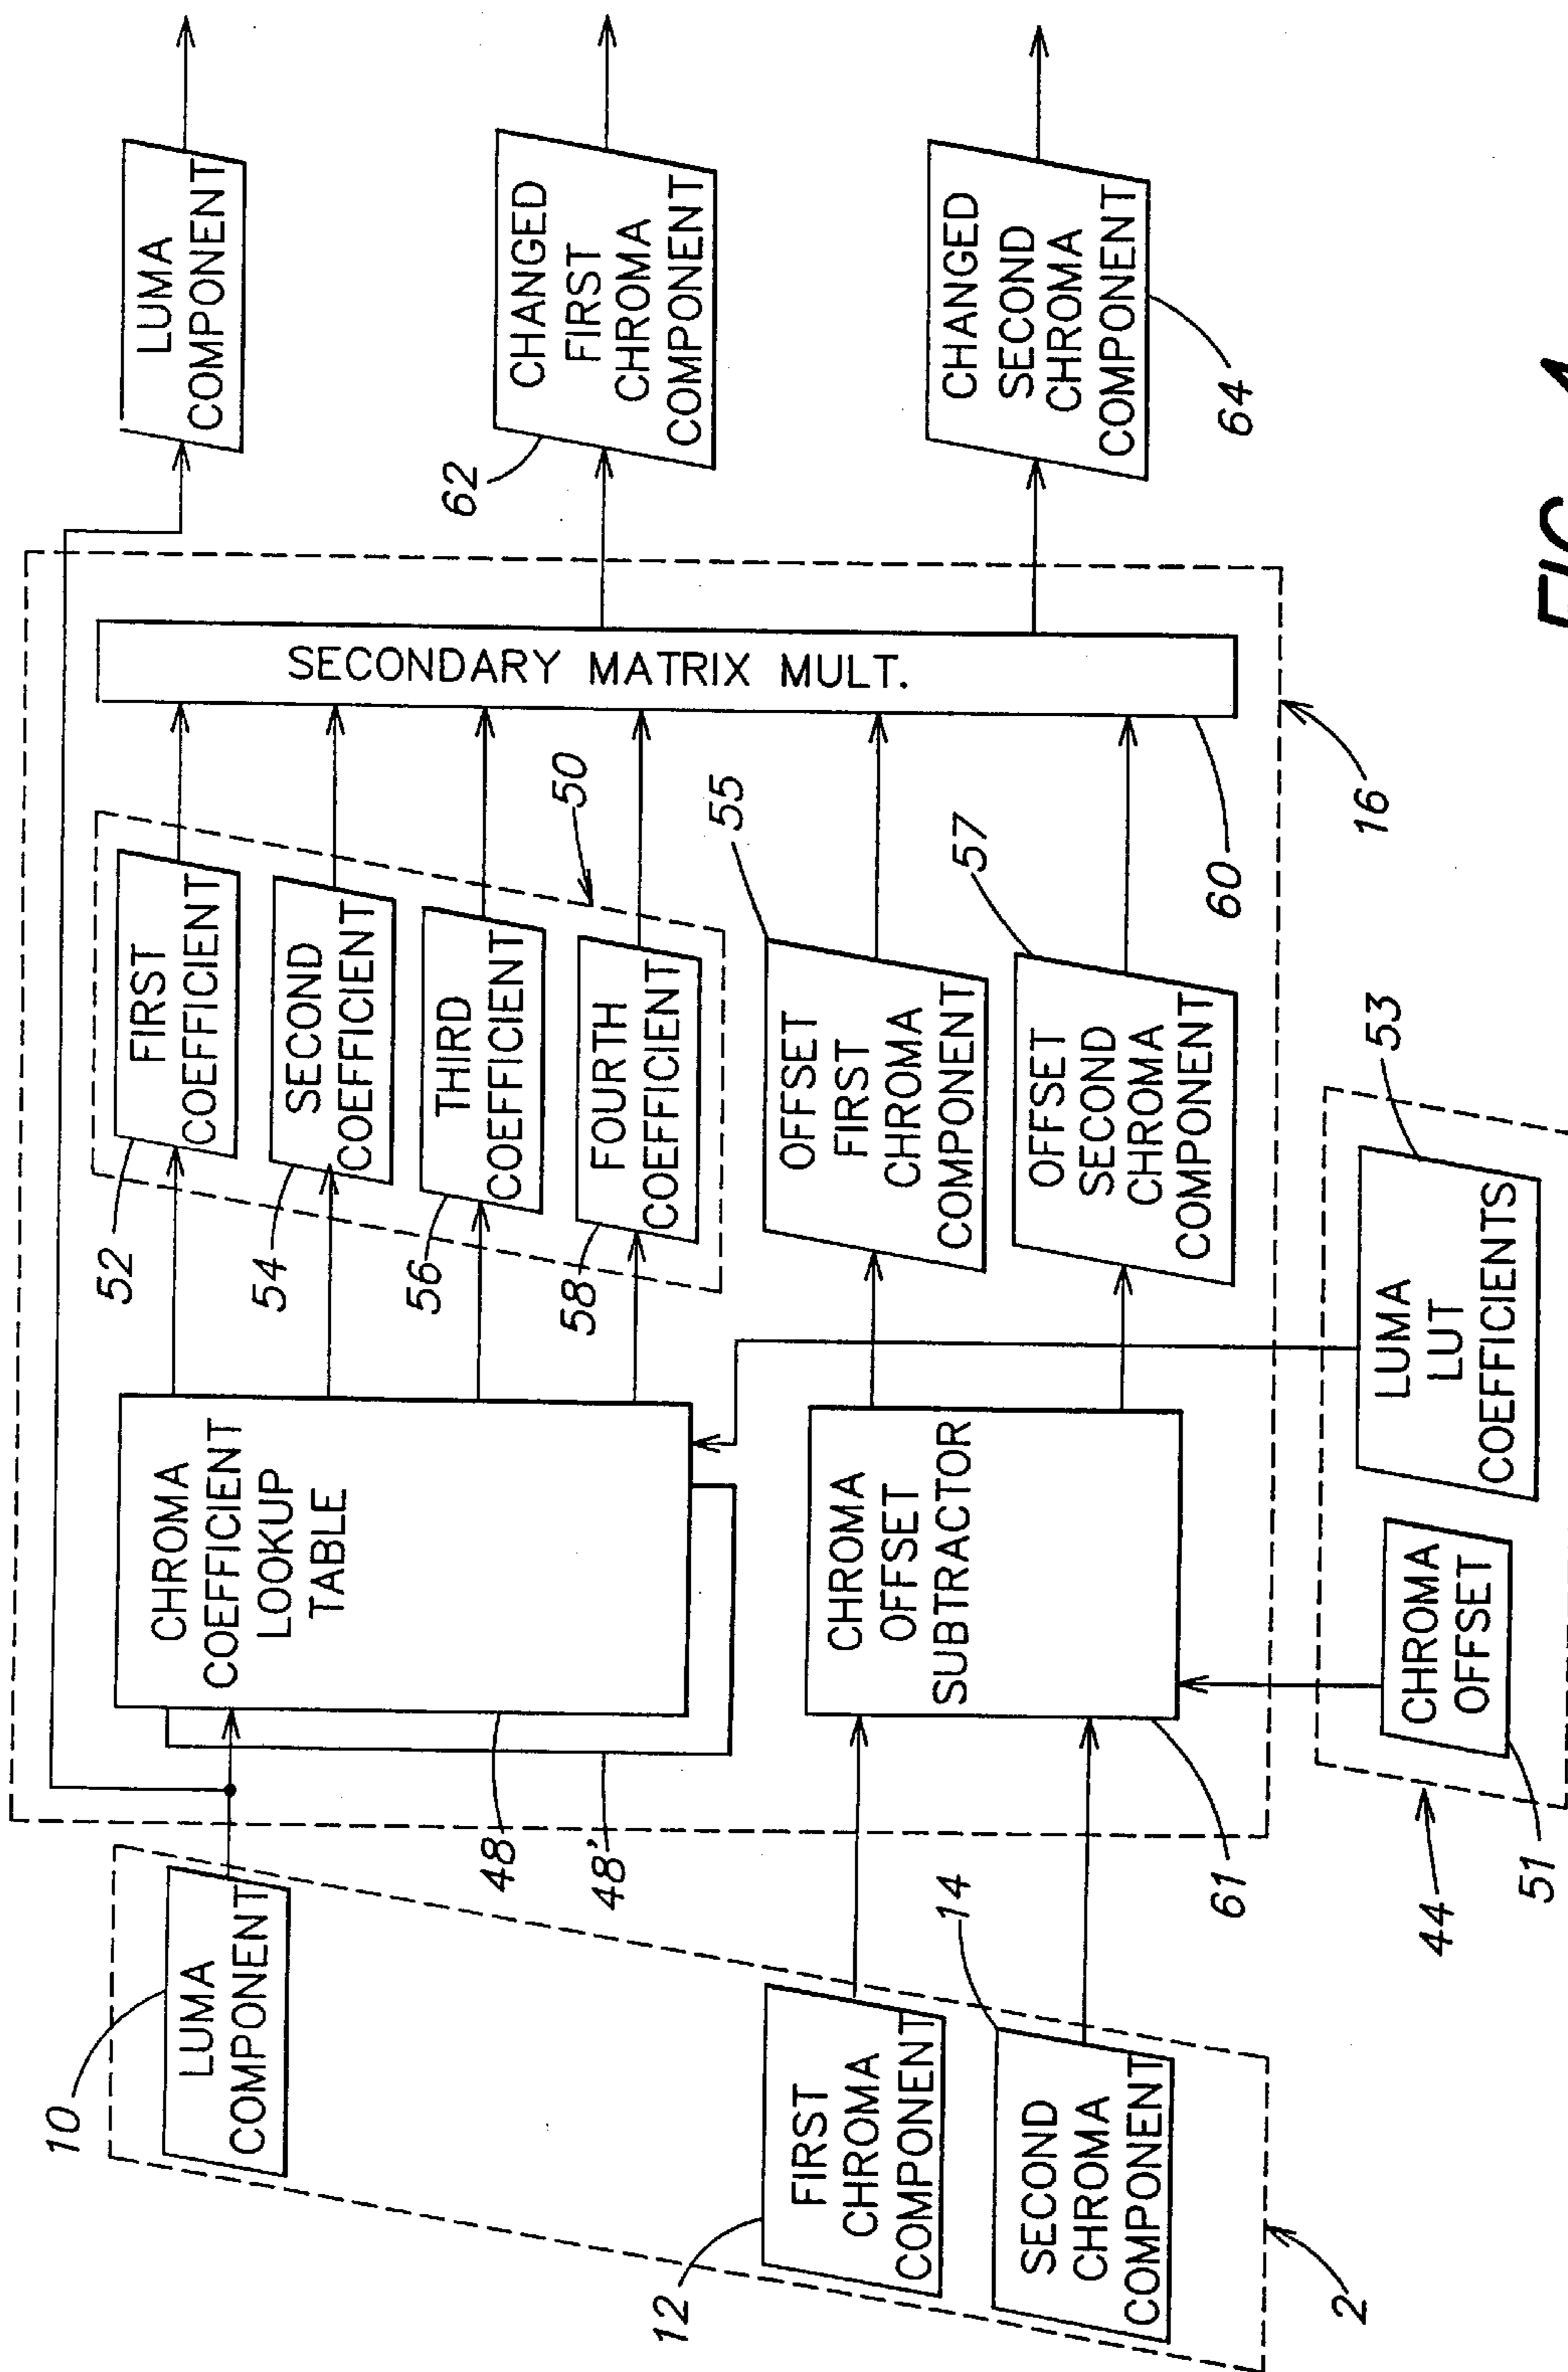 10
LUMA
COMPONENT
12
FIRST
CHROMA
COMPONENT
14
SECOND
CHROMA
COMPONENT
2
48
48'
CHROMA
COEFFICIENT
LOOKUP
TABLE
61
CHROMA
OFFSET
SUBTRACTOR
44
51
CHROMA
OFFSET
53
LUMA
LUT
COEFFICIENTS
52
FIRST
COEFFICIENT
54
SECOND
COEFFICIENT
56
THIRD
COEFFICIENT
58
FOURTH
COEFFICIENT
50
55
OFFSET
FIRST
CHROMA
COMPONENT
57
OFFSET
SECOND
CHROMA
COMPONENT
60
SECONDARY MATRIX MULT.
16
LUMA
COMPONENT
62
CHANGED
FIRST
CHROMA
COMPONENT
64
CHANGED
SECOND
CHROMA
COMPONENT
FIG.